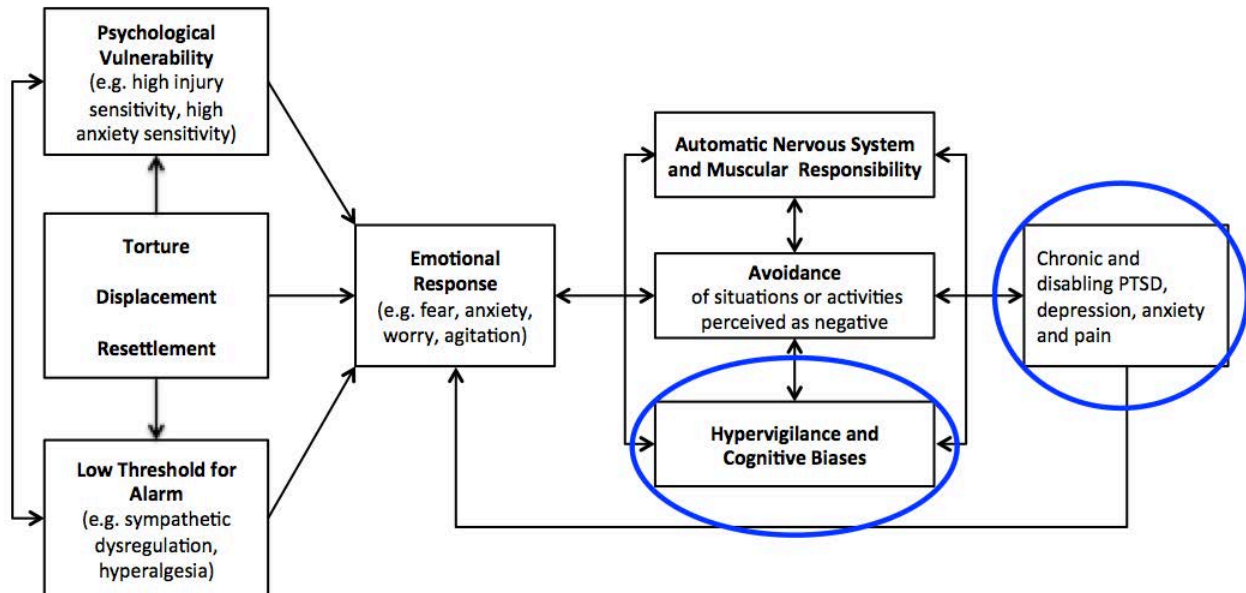 Psychological
Vulnerability
(e.g. high injury
sensitivity, high
anxiety sensitivity)
Torture
Displacement
Resettlement
Low Threshold for
Alarm
(e.g. sympathetic
dysregulation,
hyperalgesia)
Emotional
Response
(e.g. fear, anxiety,
worry, agitation)
Automatic Nervous System
and Muscular Responsibility
Avoidance
of situations or activities
perceived as negative
Hypervigilance and
Cognitive Biases
Chronic and
disabling PTSD,
depression, anxiety
and pain